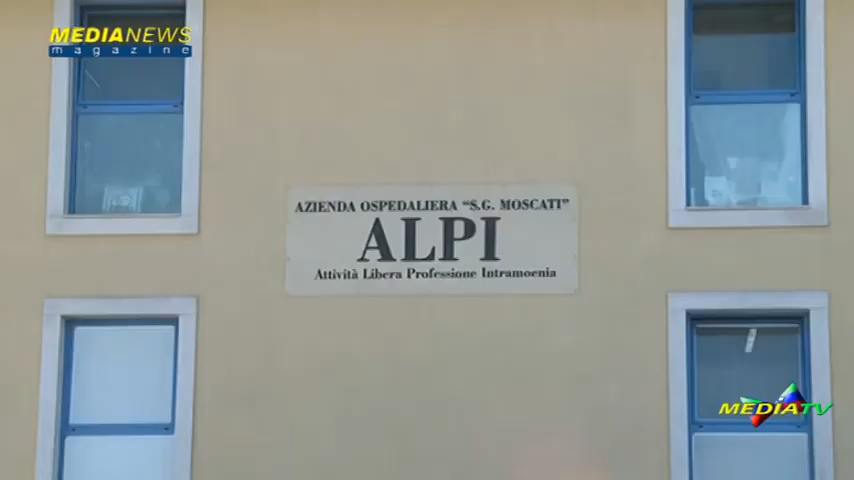 MEDIANEWS
magazine
AZIENDA OSPEDALIERA “S.G. MOSCATI”
ALPI
Attività Libera Professione Intramoenia
MEDIATV